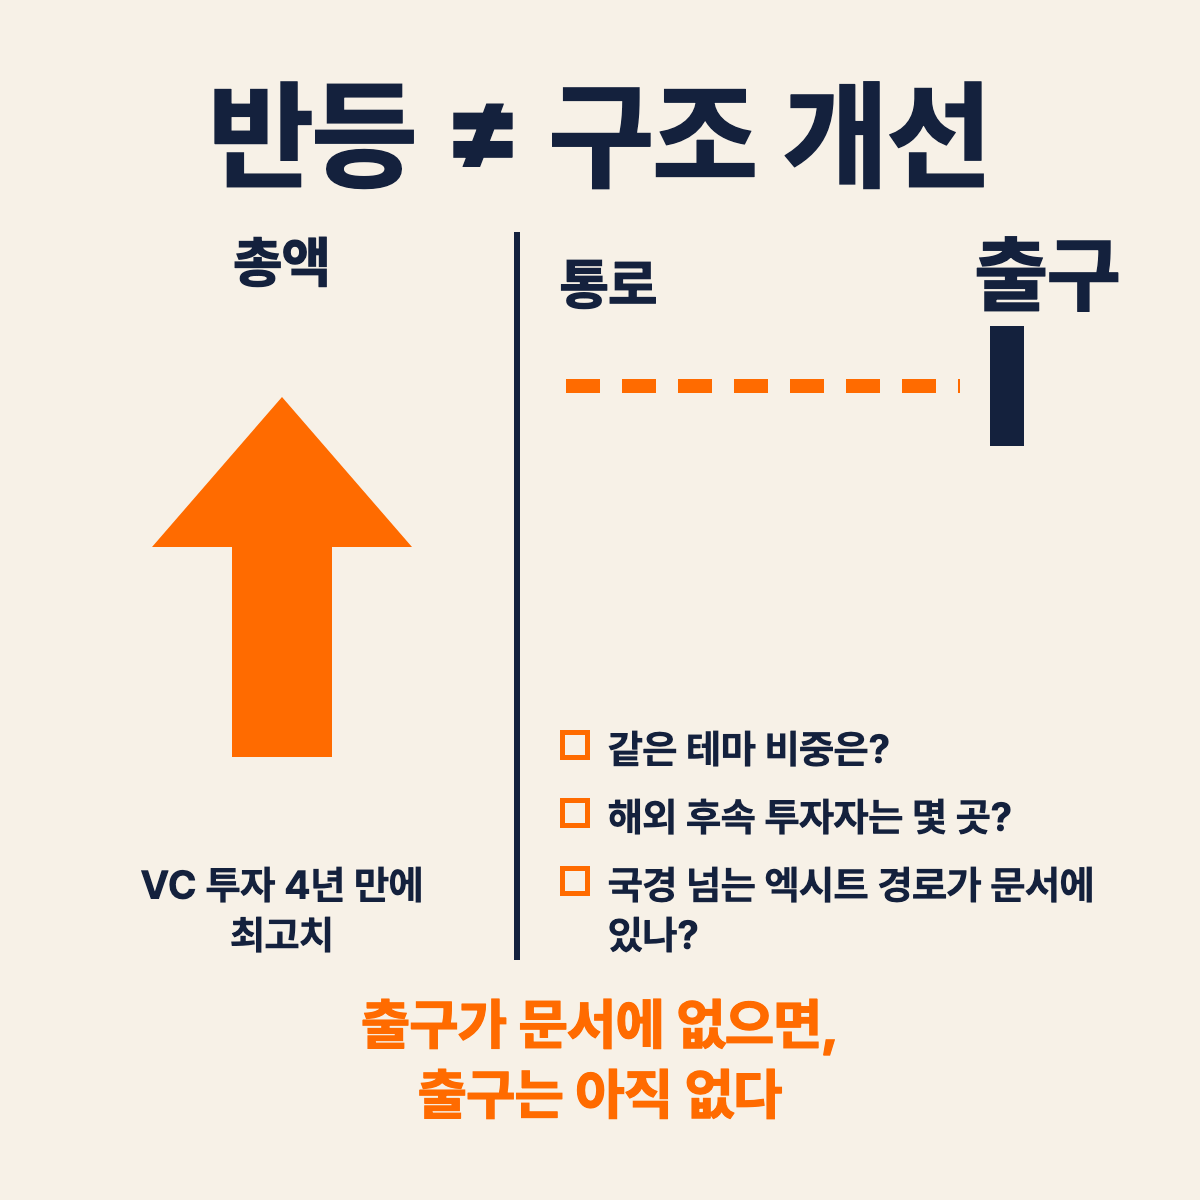 반등 ≠ 구조 개선
총액
VC 투자 4년 만에
최고치
통로
출구
같은 테마 비중은?
해외 후속 투자자는 몇 곳?
국경 넘는 엑시트 경로가 문서에
있나?
출구가 문서에 없으면,
출구는 아직 없다